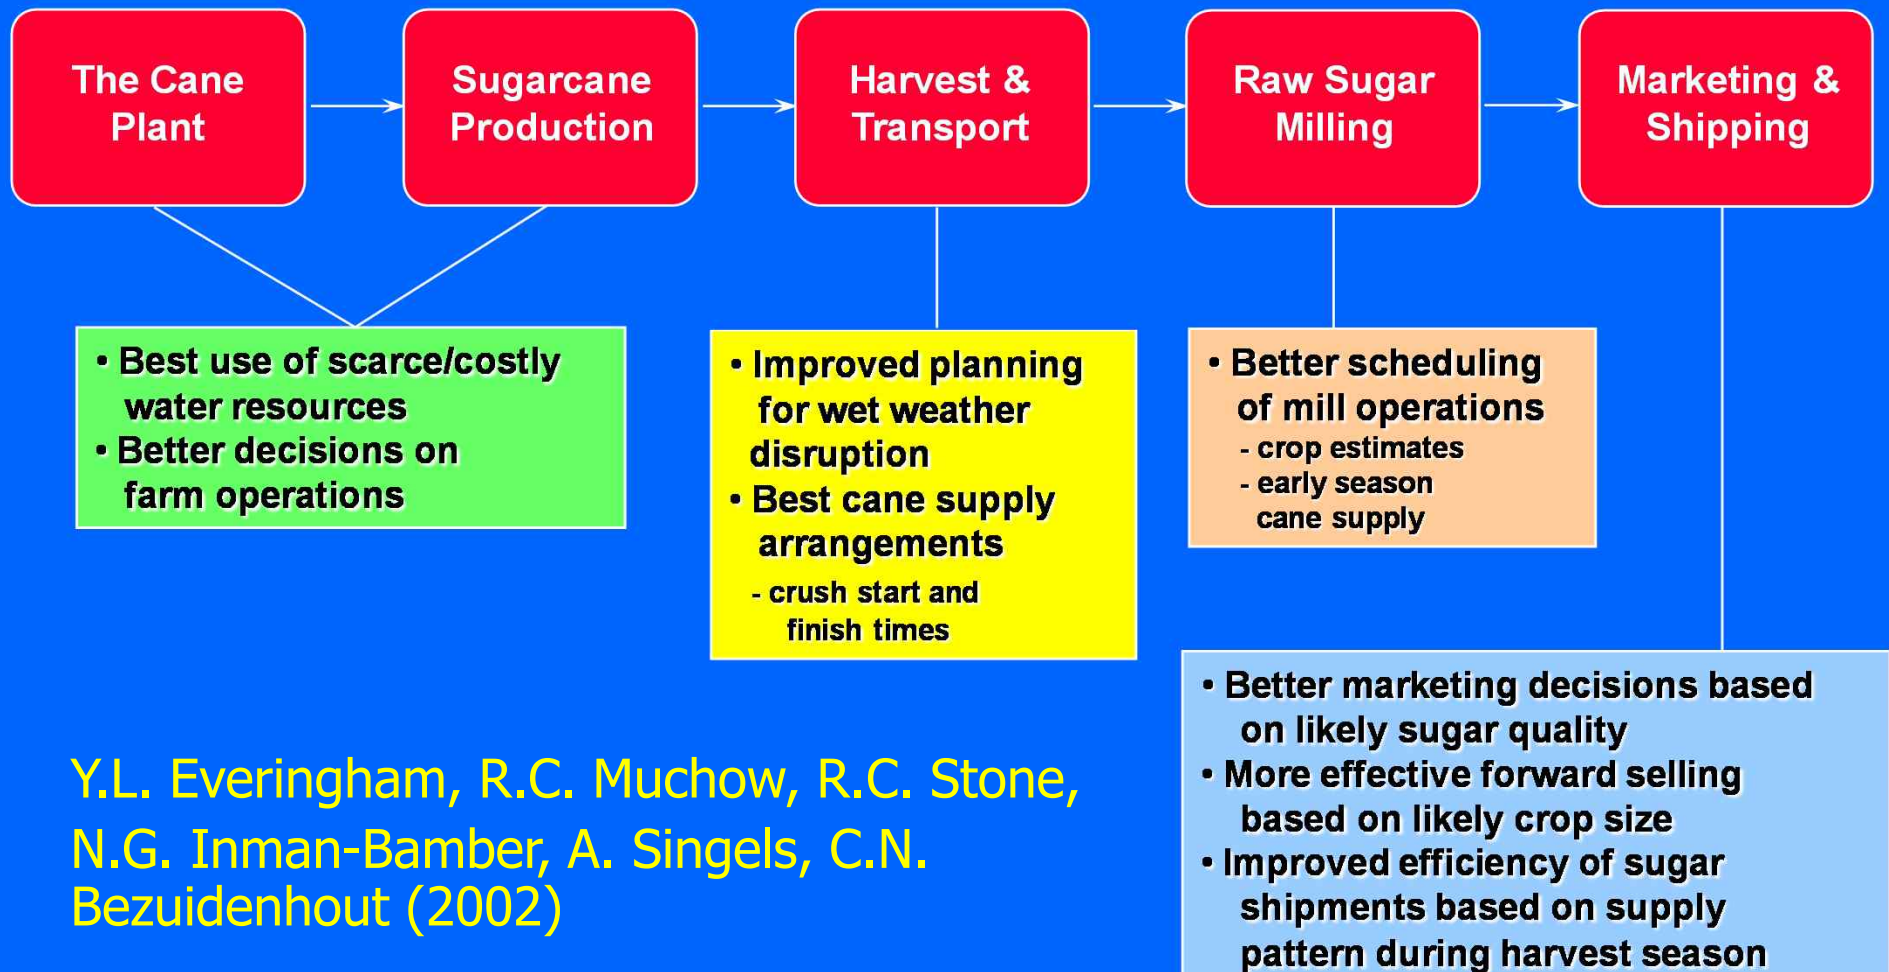 The Cane
Plant
Sugarcane
Production
Harvest &
Transport
Raw Sugar
Milling
Marketing &
Shipping
• Best use of scarce/costly
water resources
• Better decisions on
farm operations
• Improved planning
for wet weather
disruption
• Best cane supply
arrangements
- crush start and
finish times
• Better scheduling
of mill operations
- crop estimates
- early season
cane supply
• Better marketing decisions based
on likely sugar quality
• More effective forward selling
based on likely crop size
• Improved efficiency of sugar
shipments based on supply
pattern during harvest season
Y.L. Everingham, R.C. Muchow, R.C. Stone,
N.G. Inman-Bamber, A. Singels, C.N.
Bezuidenhout (2002)